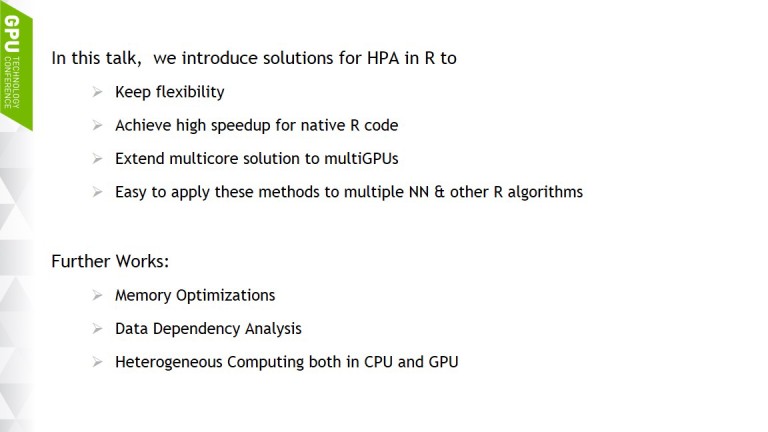 GPU
TECHNOLOGY
CONFERENCE
In this talk, we introduce solutions for HPA in R to
Keep flexibility
Achieve high speedup for native R code
Extend multicore solution to multiGPUs
Easy to apply these methods to multiple NN & other R algorithms
Further Works:
Memory Optimizations
Data Dependency Analysis
Heterogeneous Computing both in CPU and GPU